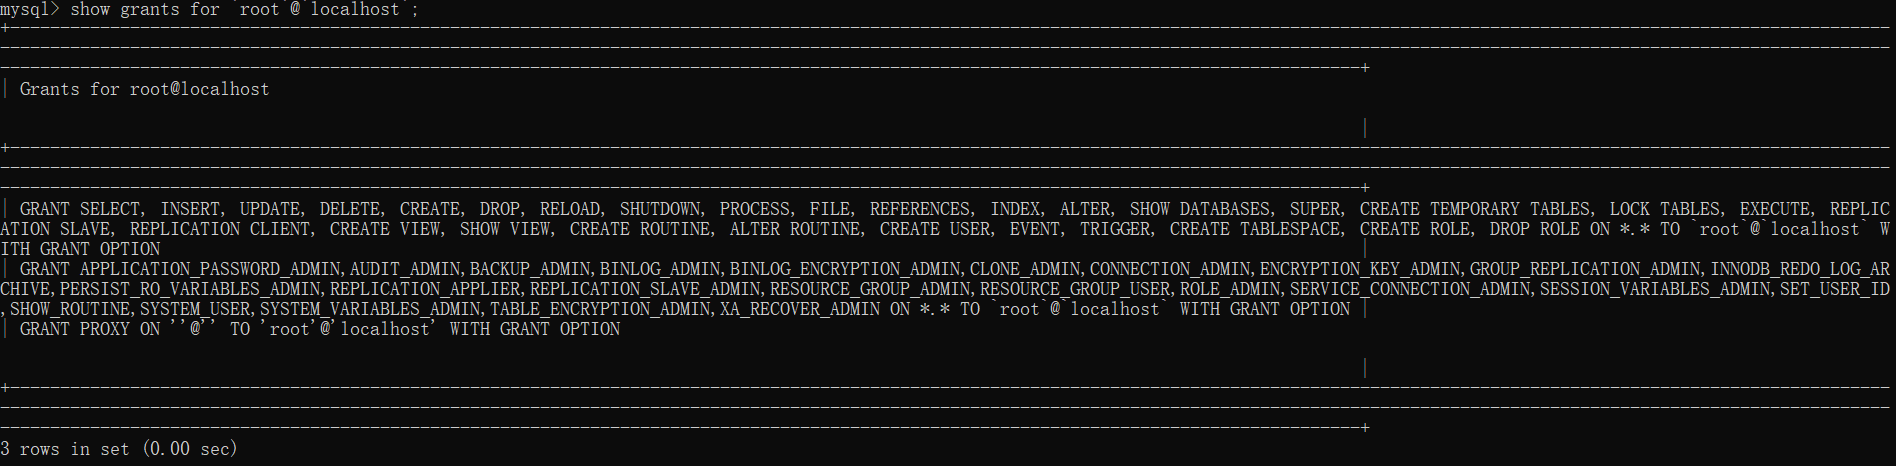 mysql> show grants for `root`@`localhost`;
+--------------------------------------------------------------------------------------------------------------------------------------------------------------------------------------------
---------------------------------------------------------------------------------------------------------------------------------------------------------------------------------------------
----------------------------------------------------------------------------------------------------------------------------------------+
| Grants for root@localhost
|
+--------------------------------------------------------------------------------------------------------------------------------------------------------------------------------------------
---------------------------------------------------------------------------------------------------------------------------------------------------------------------------------------------
----------------------------------------------------------------------------------------------------------------------------------------+
| GRANT SELECT, INSERT, UPDATE, DELETE, CREATE, DROP, RELOAD, SHUTDOWN, PROCESS, FILE, REFERENCES, INDEX, ALTER, SHOW DATABASES, SUPER, CREATE TEMPORARY TABLES, LOCK TABLES, EXECUTE, REPLIC
ATION SLAVE, REPLICATION CLIENT, CREATE VIEW, SHOW VIEW, CREATE ROUTINE, ALTER ROUTINE, CREATE USER, EVENT, TRIGGER, CREATE TABLESPACE, CREATE ROLE, DROP ROLE ON *.* TO `root`@`localhost` W
ITH GRANT OPTION |
| GRANT APPLICATION_PASSWORD_ADMIN,AUDIT_ADMIN,BACKUP_ADMIN,BINLOG_ADMIN,BINLOG_ENCRYPTION_ADMIN,CLONE_ADMIN,CONNECTION_ADMIN,ENCRYPTION_KEY_ADMIN,GROUP_REPLICATION_ADMIN,INNODB_REDO_LOG_AR
CHIVE,PERSIST_RO_VARIABLES_ADMIN,REPLICATION_APPLIER,REPLICATION_SLAVE_ADMIN,RESOURCE_GROUP_ADMIN,RESOURCE_GROUP_USER,ROLE_ADMIN,SERVICE_CONNECTION_ADMIN,SESSION_VARIABLES_ADMIN,SET_USER_ID
,SHOW_ROUTINE,SYSTEM_USER,SYSTEM_VARIABLES_ADMIN,TABLE_ENCRYPTION_ADMIN,XA_RECOVER_ADMIN ON *.* TO `root`@`localhost` WITH GRANT OPTION |
| GRANT PROXY ON ''@'' TO 'root'@'localhost' WITH GRANT OPTION
|
+--------------------------------------------------------------------------------------------------------------------------------------------------------------------------------------------
---------------------------------------------------------------------------------------------------------------------------------------------------------------------------------------------
----------------------------------------------------------------------------------------------------------------------------------------+
3 rows in set (0.00 sec)